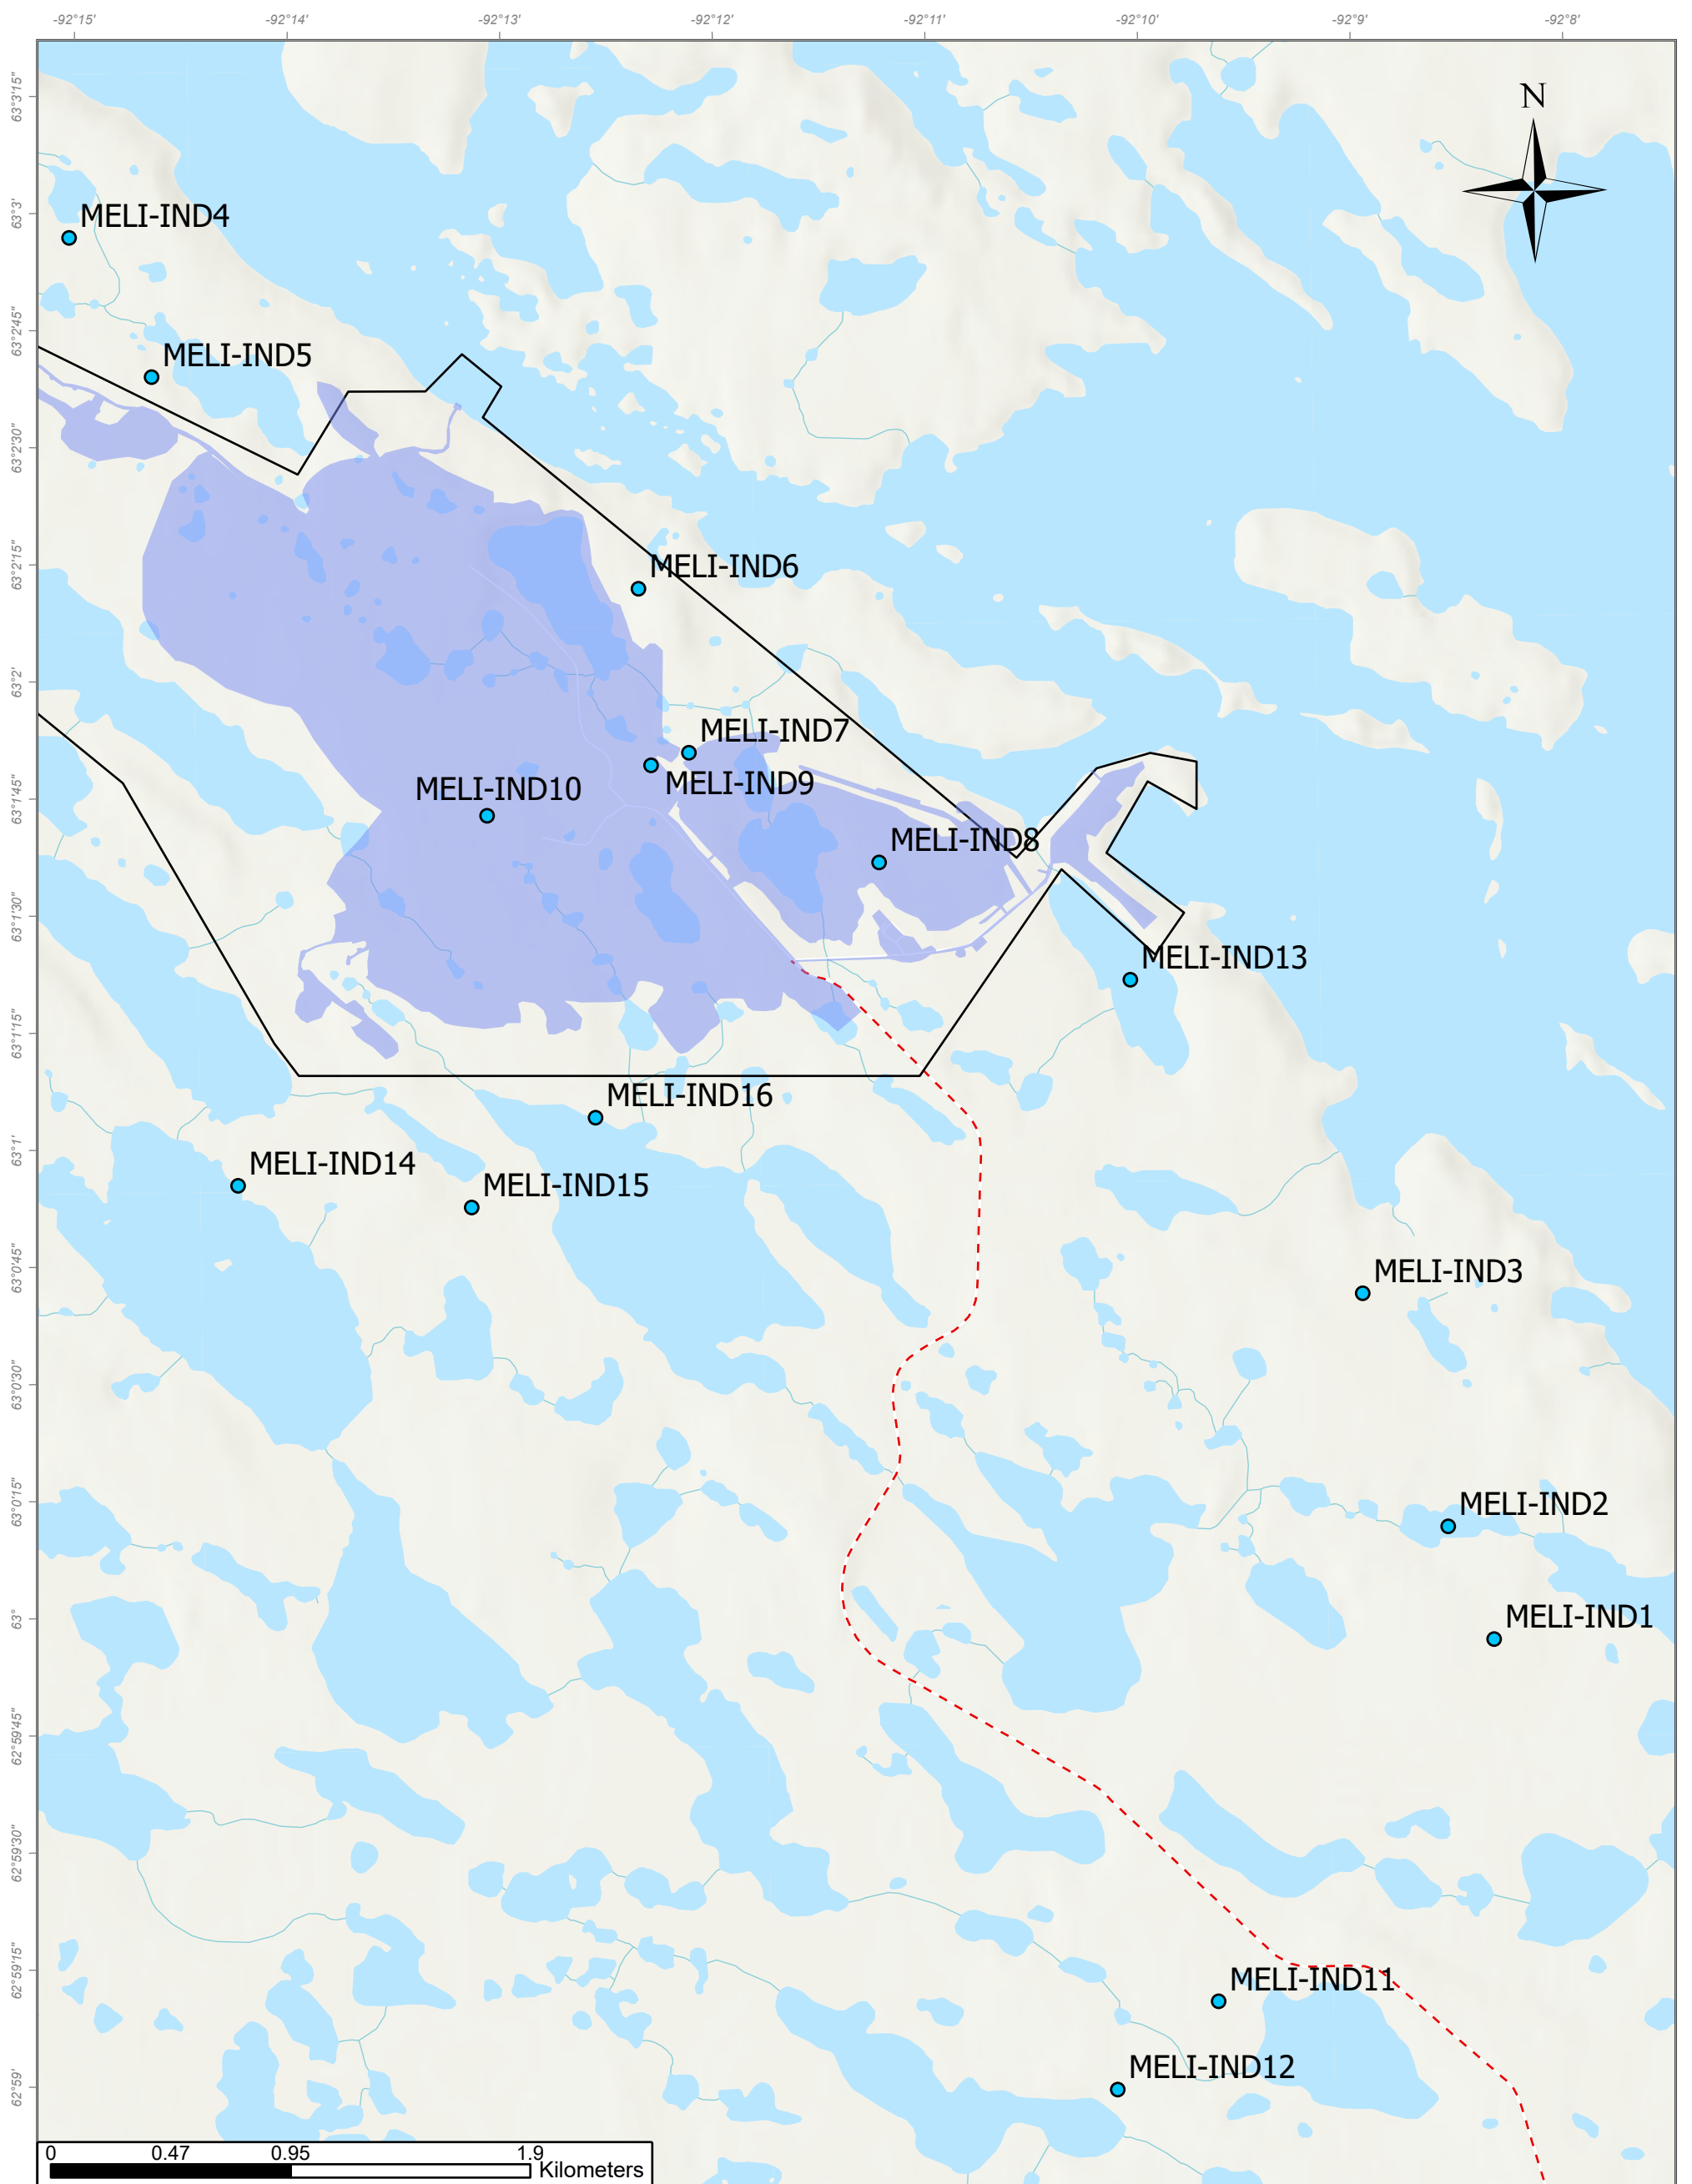 -92°15' -92°14' -92°13' -92°12' -92°11' -92°10' -92°9' -92°8'
63°3'15"
N
63°3'
MELI-IND4
63°2'45"
MELI-IND5
63°2'30"
63°2'15"
MELI-IND6
63°2'
MELI-IND7
MELI-IND9
MELI-IND10
63°1'45"
MELI-IND8
63°1'30"
MELI-IND13
63°1'15"
MELI-IND16
63°1'
MELI-IND14
MELI-IND15
63°0'45"
MELI-IND3
63°0'30"
63°0'15"
MELI-IND2
63°
MELI-IND1
62°59'45"
62°59'30"
62°59'15"
MELI-IND11
62°59'
MELI-IND12
0 0.47 0.95 1.9
Kilometers